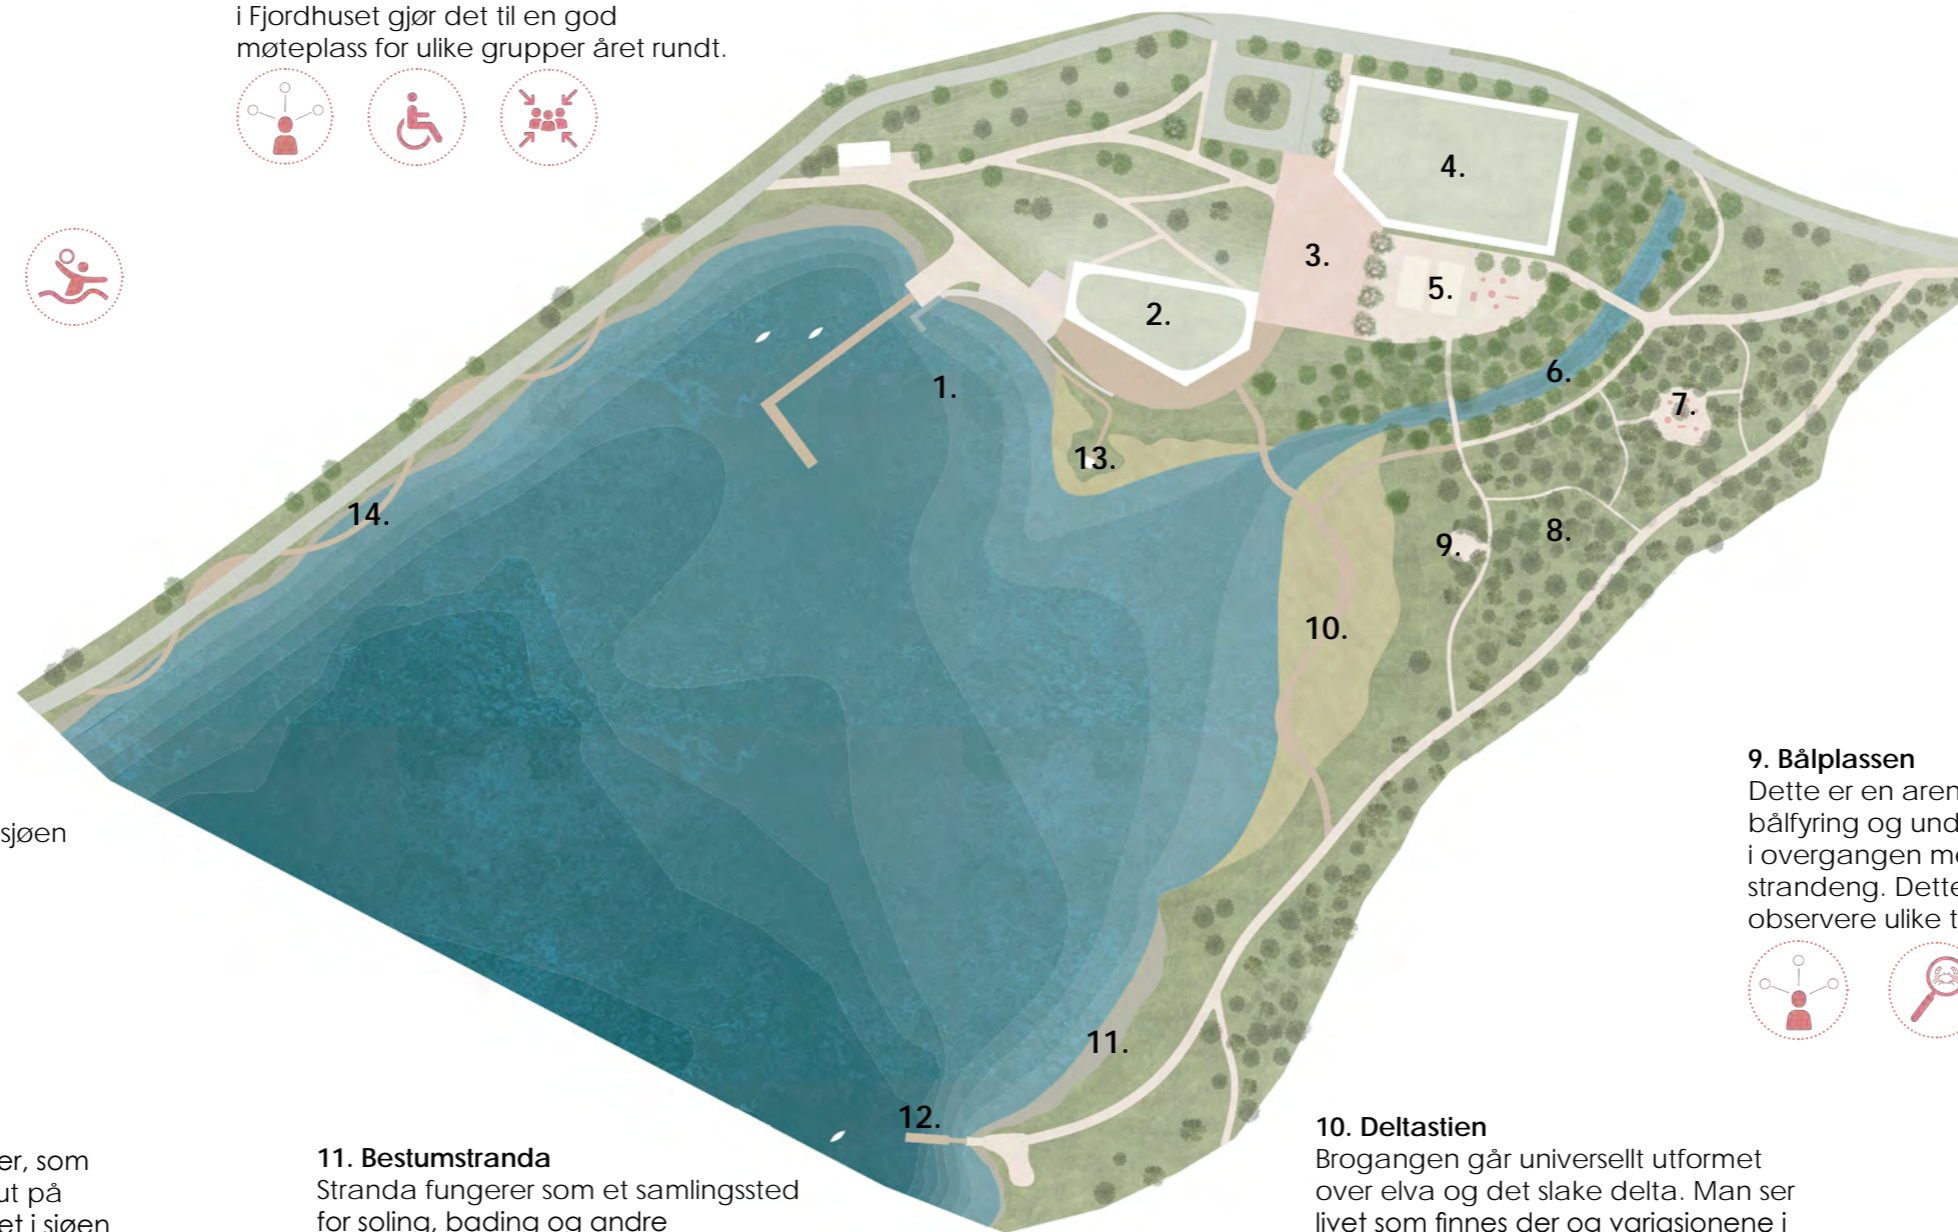 i Fjordhuset gjør det til en god
møteplass for ulike grupper året rundt.
4.
3.
5.
2.
1.
6.
7.
13.
14.
8.
9.
10.
11.
12.
sjøen
9. Bålplassen
Dette er en aren
bålfyring og und
i overgangen me
strandeng. Dette
observere ulike t
er, som
ut på
et i sjøen
11. Bestumstranda
Stranda fungerer som et samlingssted
for soling, bading og andre
10. Deltastien
Brogangen går universellt utformet
over elva og det slake delta. Man ser
livet som finnes der og variasjonene i